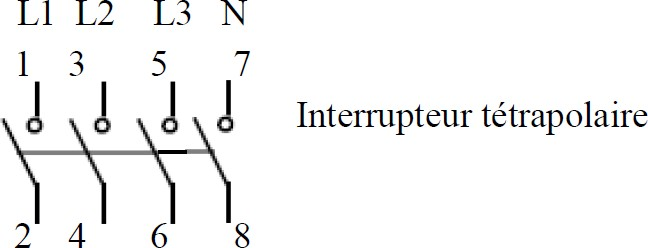 L1 L2 L3 N
1 3 5 7
Interrupteur tétrapolaire
2 4 6 8